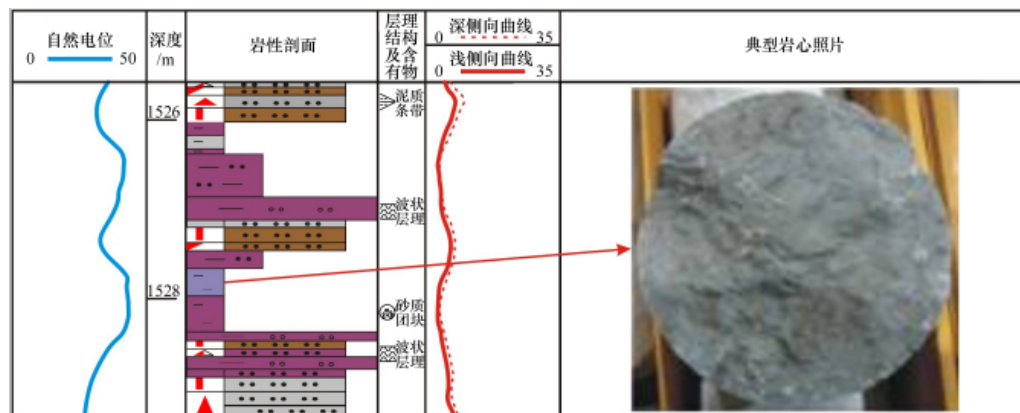 自然电位
0 50
深度
/m
岩性剖面
层理
结构
及含
有物
深侧向曲线
0 35
浅侧向曲线
0 35
典型岩心照片
1526
泥质
条带
波状
层理
1528
砂质
团块
波状
层理